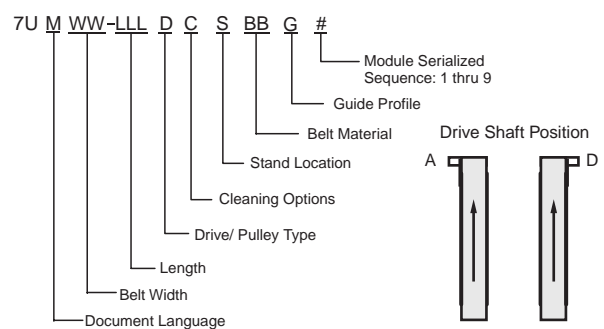 7U M WW-LLL D C S BB G #
Module Serialized
Sequence: 1 thru 9
Guide Profile
Belt Material
Stand Location
Cleaning Options
Drive/ Pulley Type
Length
Belt Width
Document Language
Drive Shaft Position
A
D